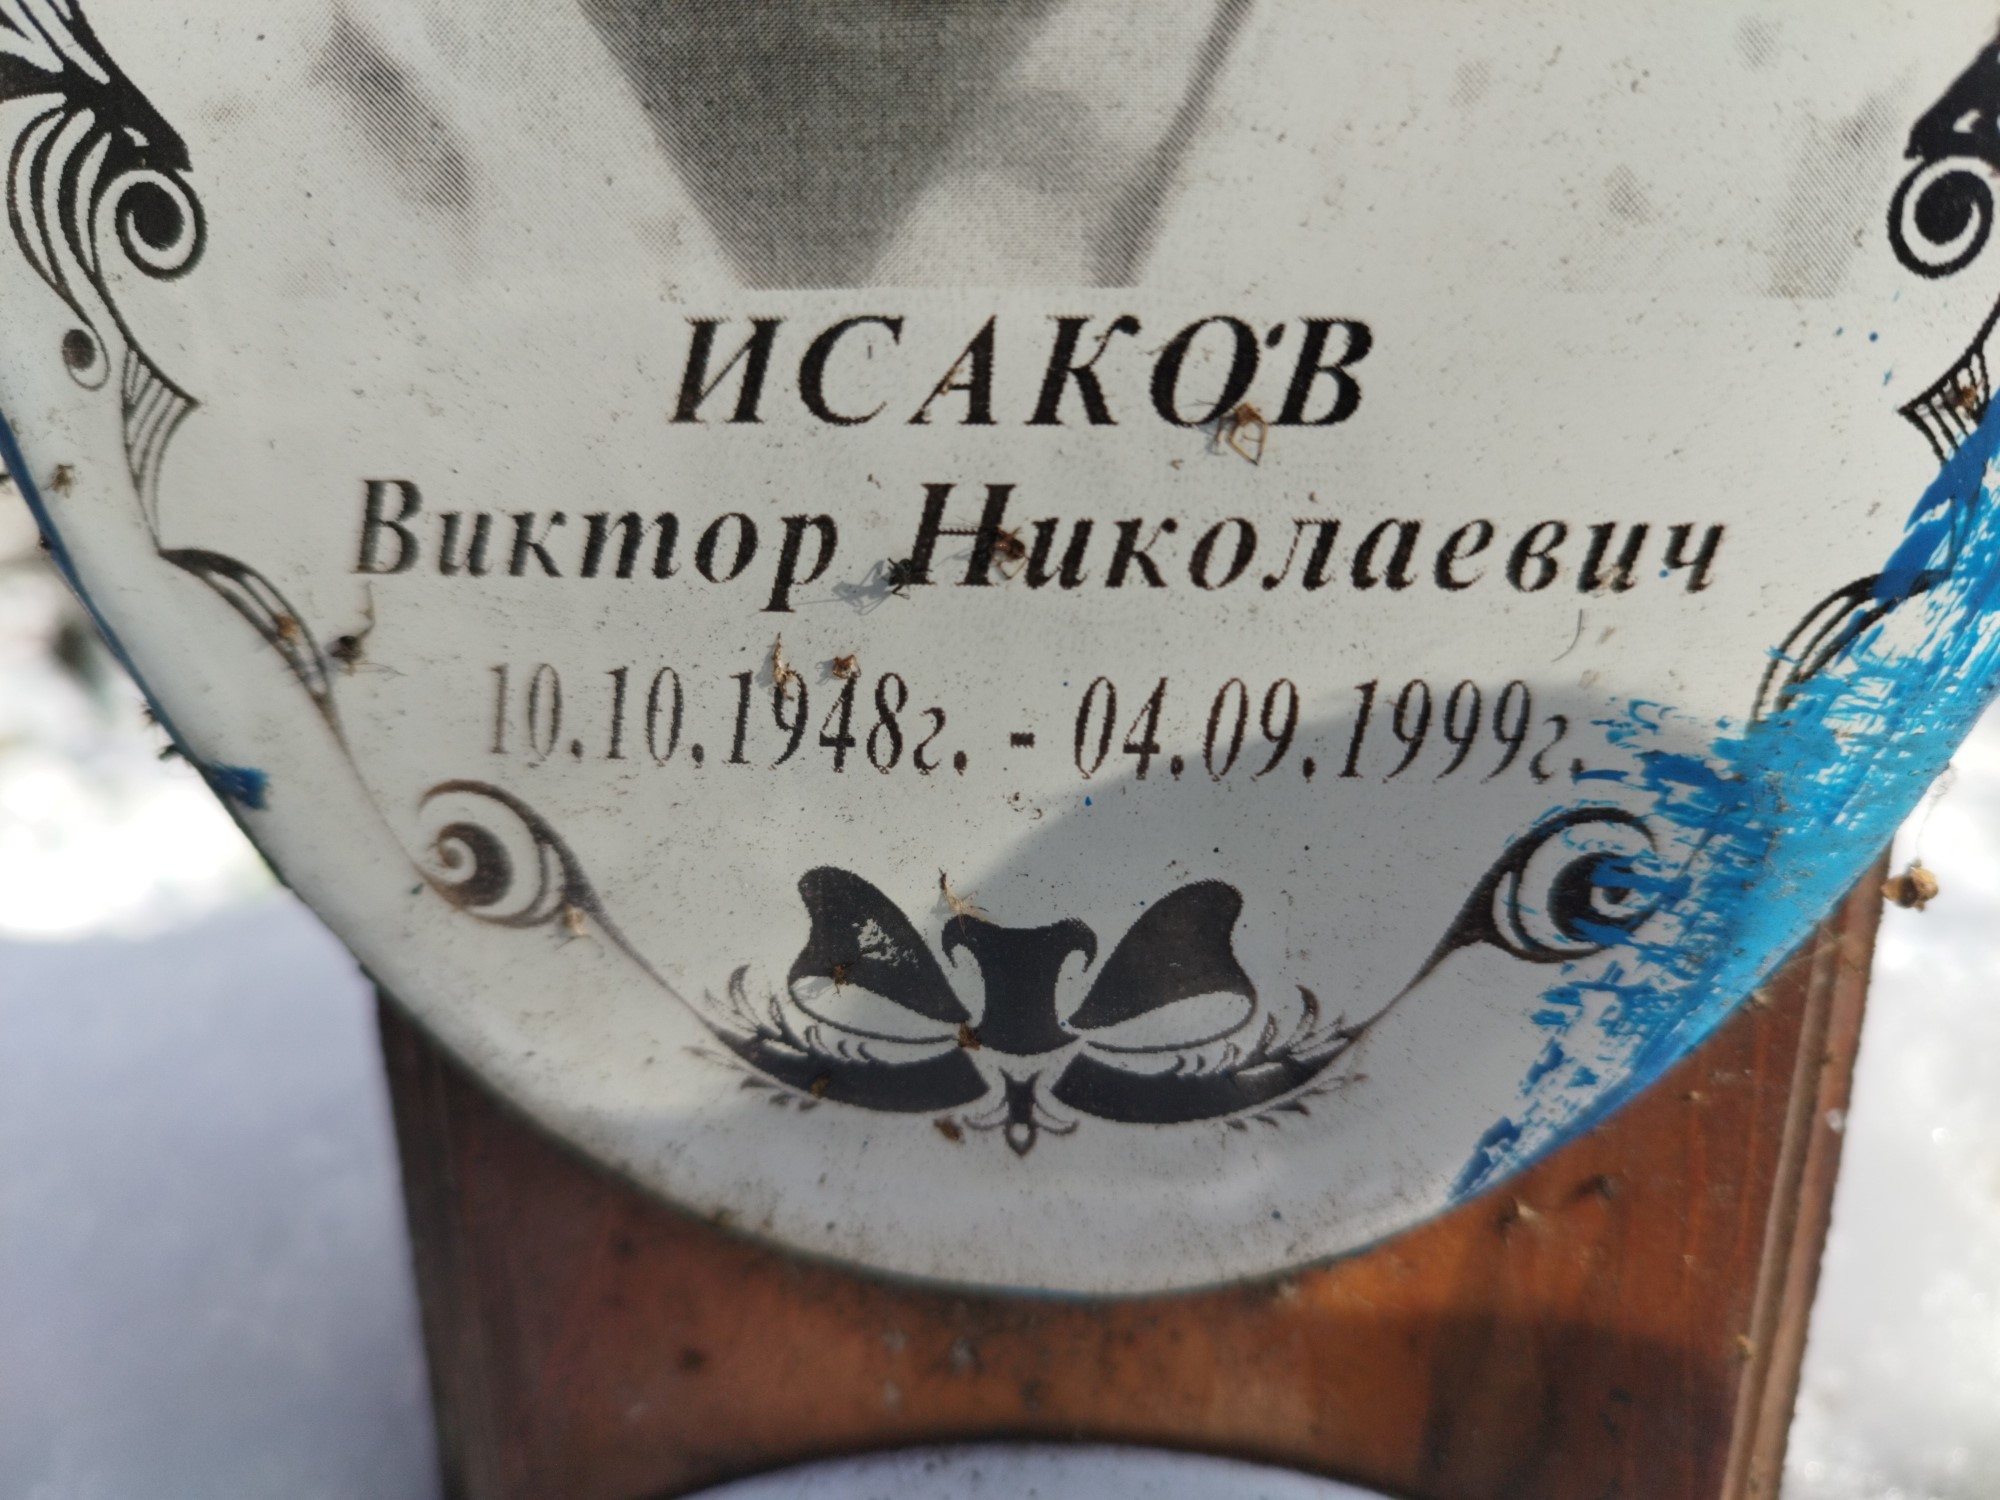 ИСАКОВ
Виктор Николаевич
10.10.1948г. - 04.09.1999г.